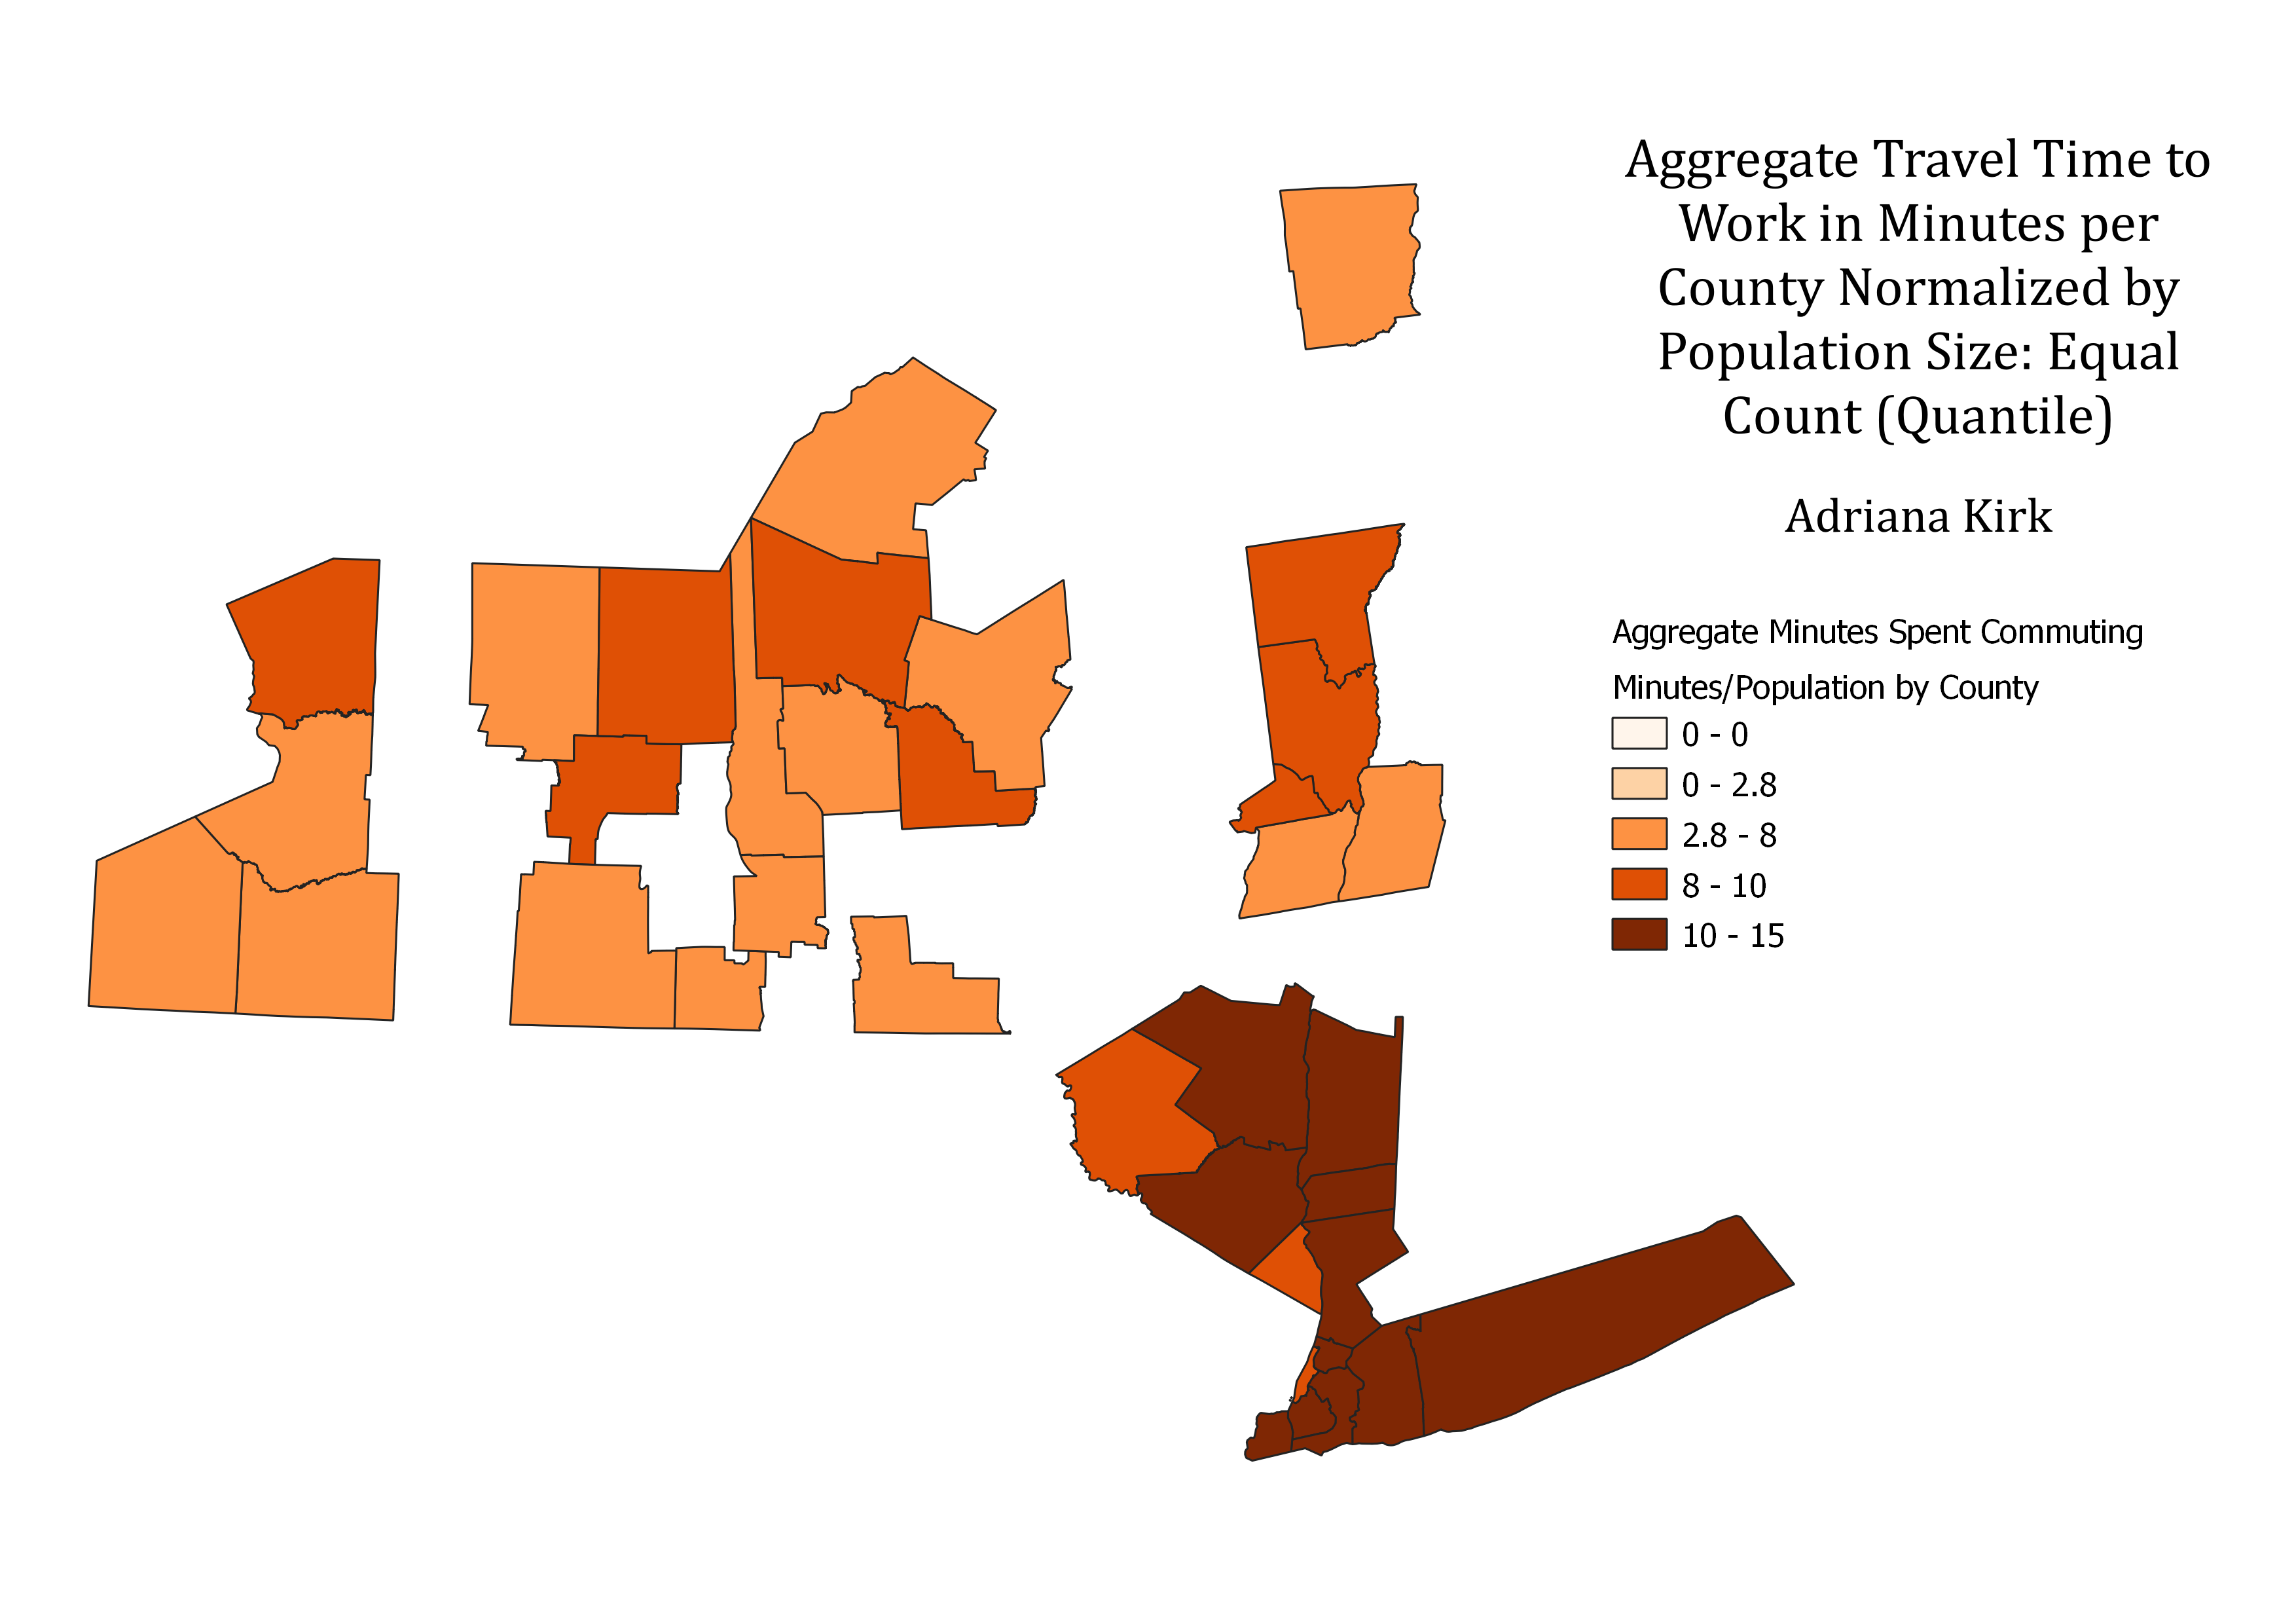 Aggregate Travel Time to
Work in Minutes per
County Normalized by
Population Size: Equal
Count (Quantile)
Adriana Kirk
Aggregate Minutes Spent Commuting
Minutes/Population by County
0 - 0
0 - 2.8
2.8 - 8
8 - 10
10 - 15